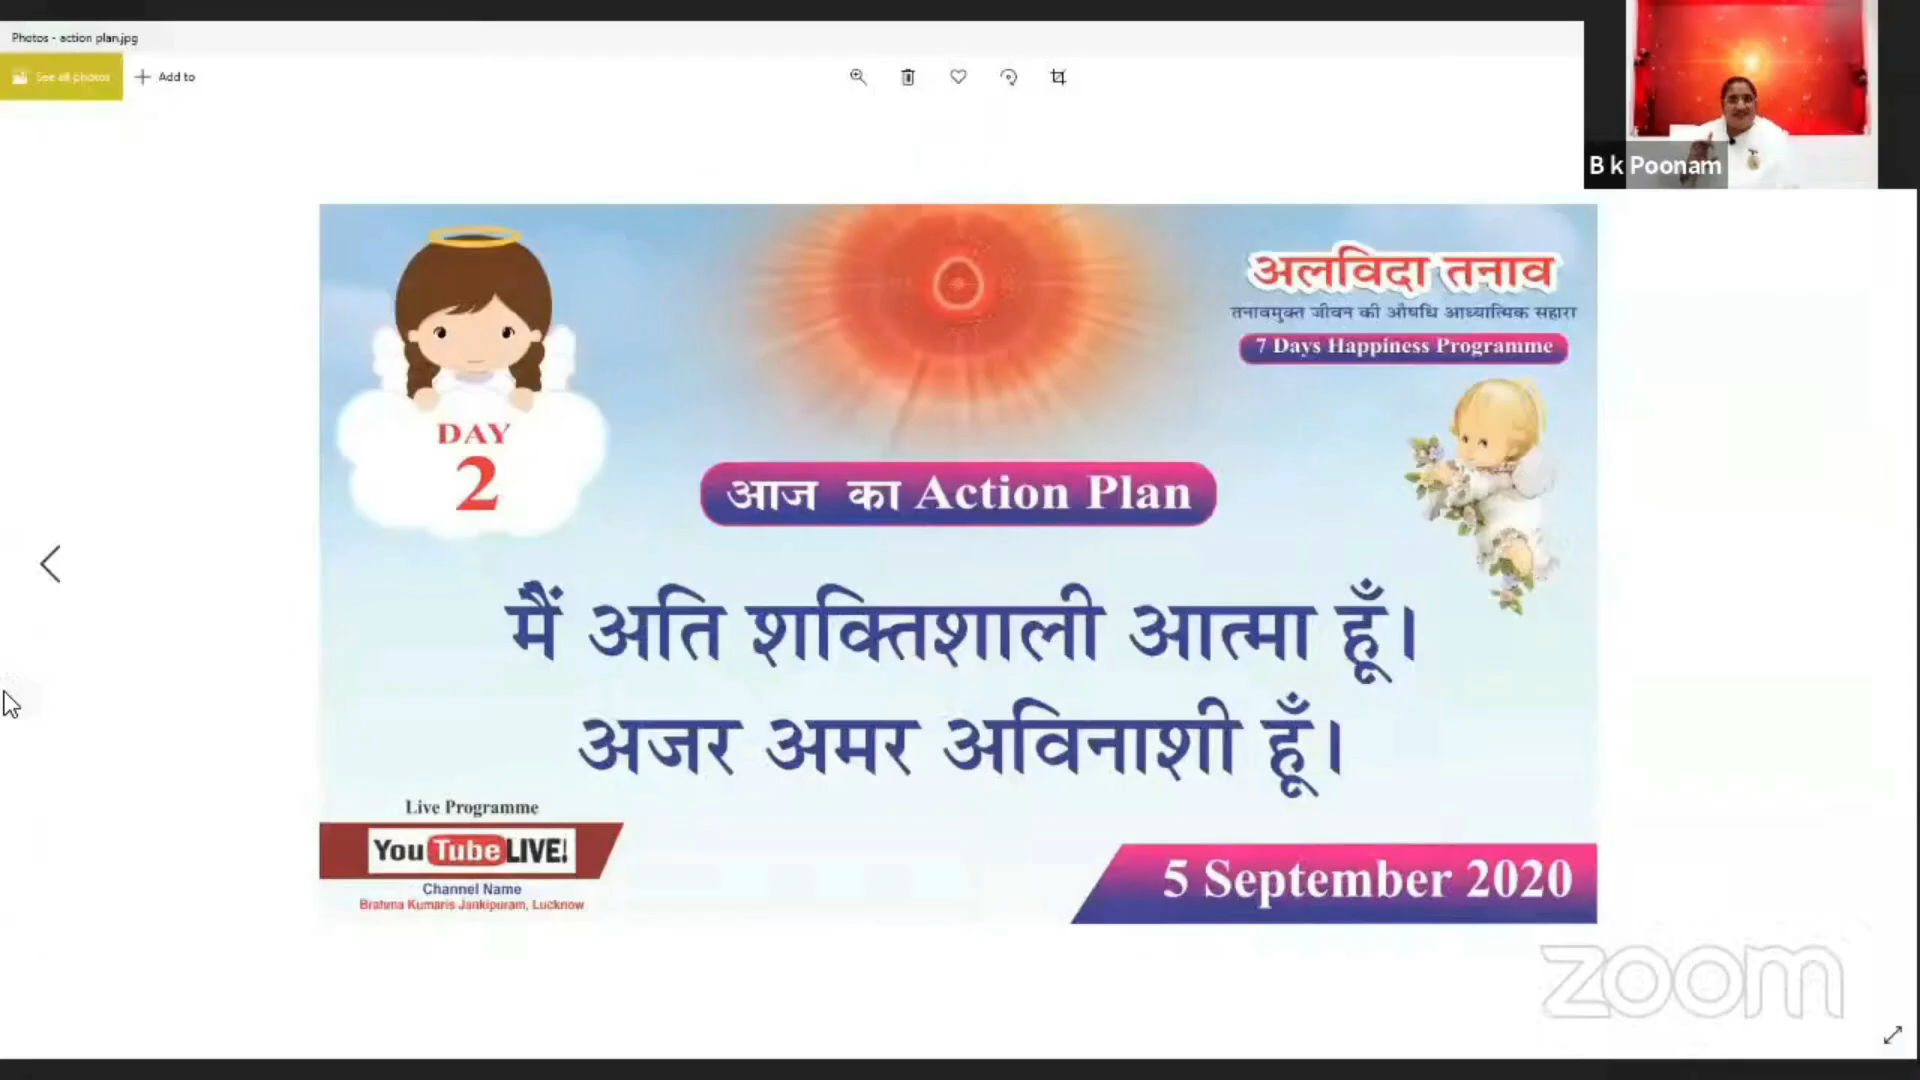 Photos - action plan.jpg
See all photos
Add to
B k Poonam
अलविदा तनाव
तनावमुक्त जीवन की औषधि आध्यात्मिक सहारा
7 Days Happiness Programme
DAY
2
आज का Action Plan
मैं अति शक्तिशाली आत्मा हूँ।
अजर अमर अविनाशी हूँ।
Live Programme
YouTube LIVE!
Channel Name
Brahma Kumaris Jankipuram, Lucknow
5 September 2020
zoom